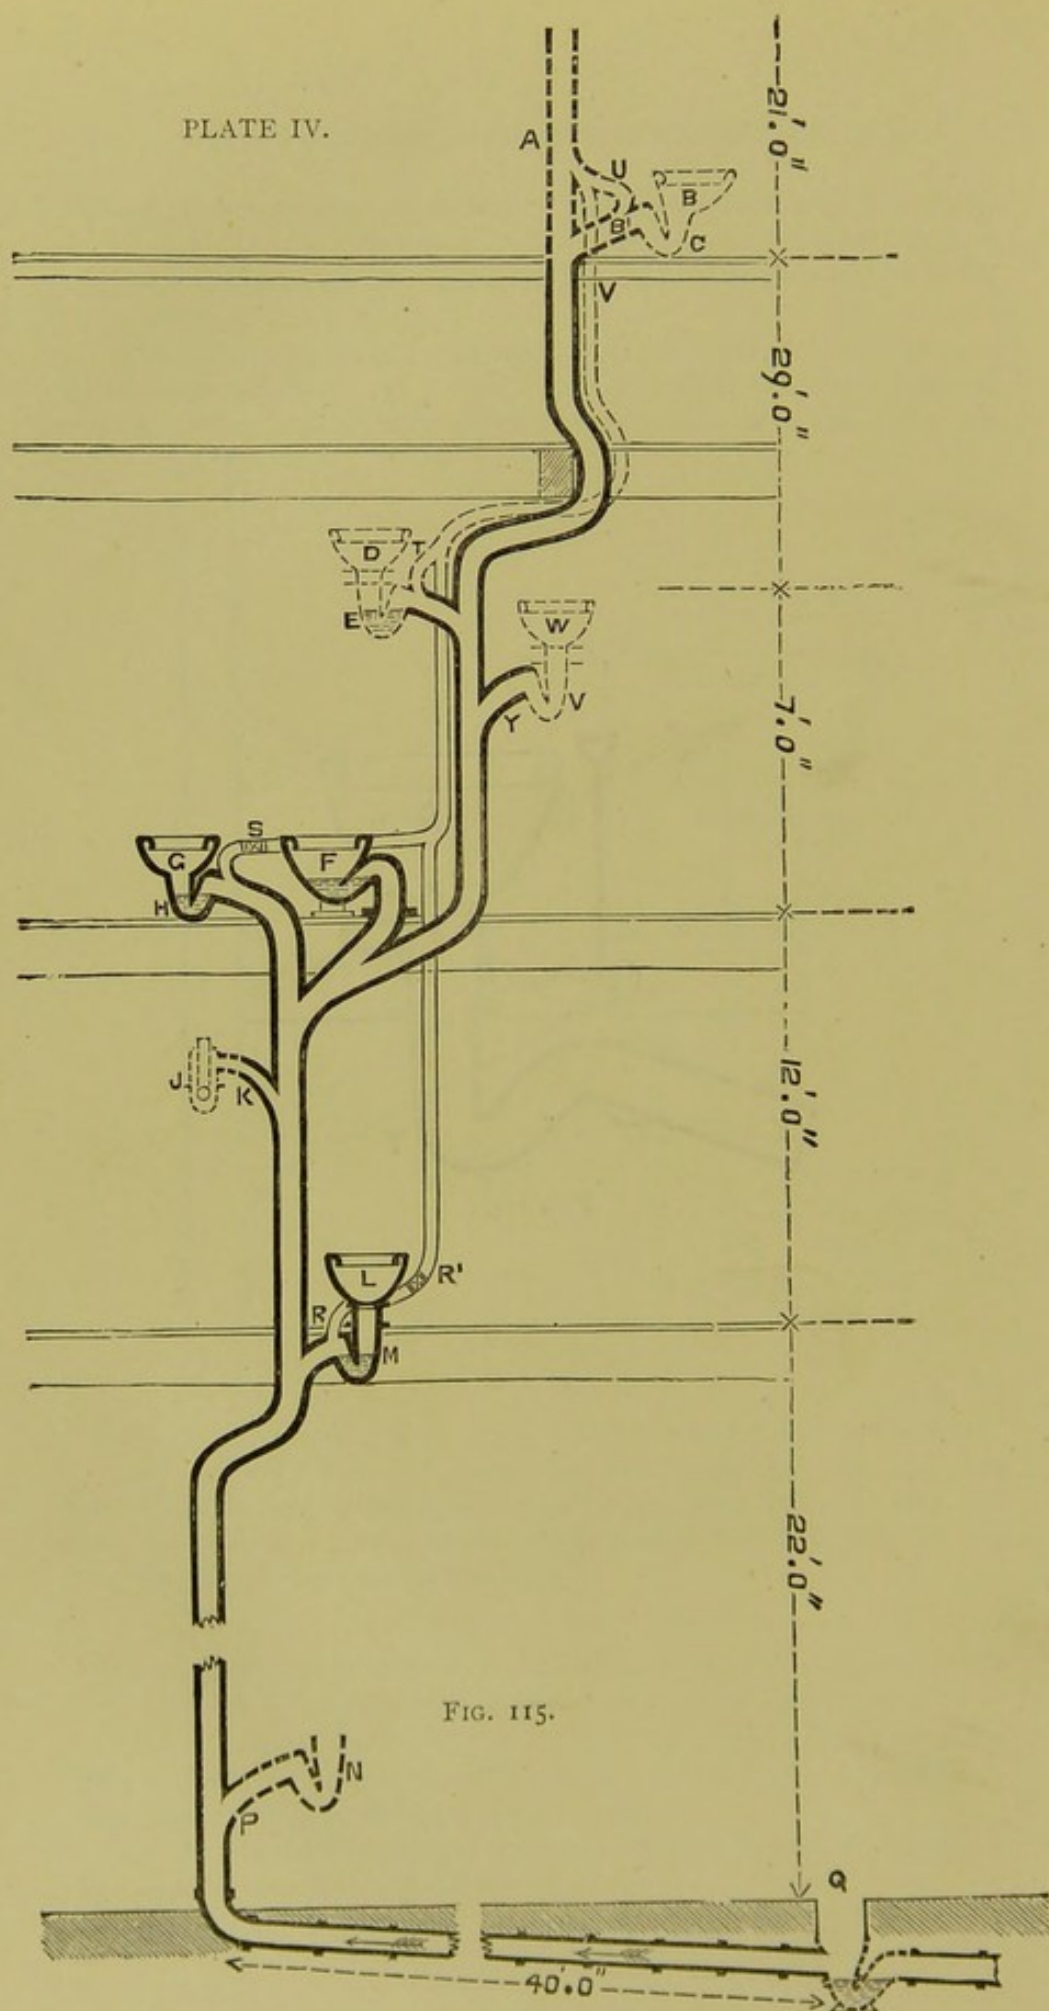 PLATE IV.
A
21'.0"
U
B
B
C
V
29'.0"
D
T
E
W
V
Y
7'.0"
S
G
F
H
J
K
12'.0"
L
R'
R
M
22'.0"
FIG. 115.
N
P
Q
40'.0"